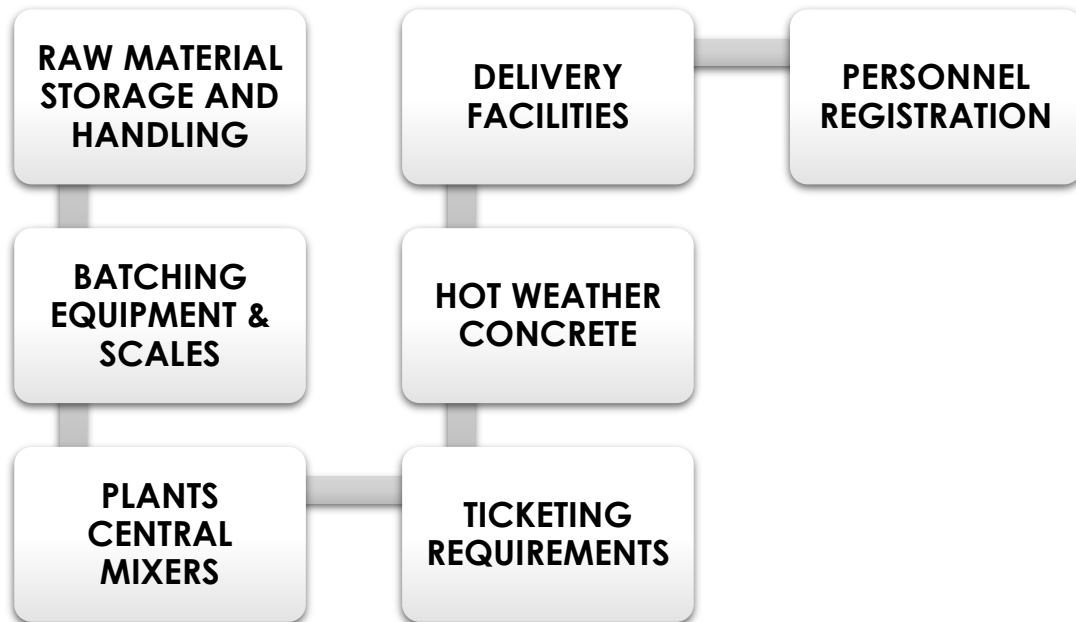 RAW MATERIAL
STORAGE AND
HANDLING
BATCHING
EQUIPMENT &
SCALES
PLANTS
CENTRAL
MIXERS
TICKETING
REQUIREMENTS
HOT WEATHER
CONCRETE
DELIVERY
FACILITIES
PERSONNEL
REGISTRATION